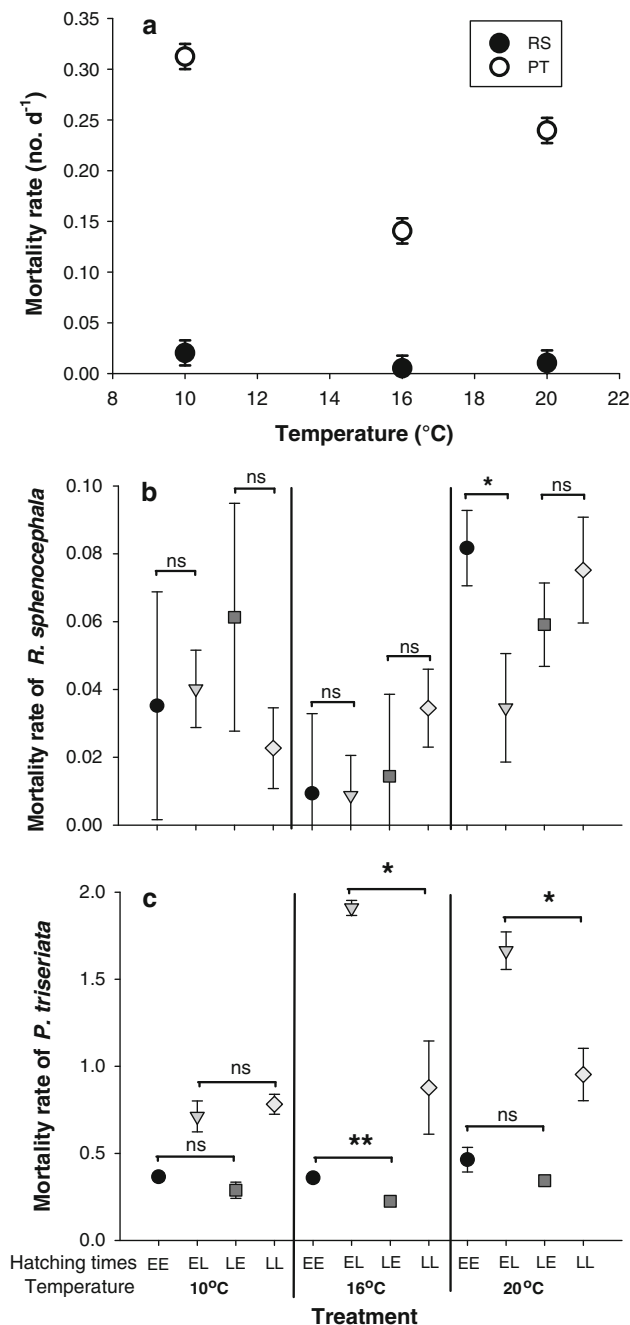 a
RS
PT
Mortality rate (no. d⁻¹)
0.35
0.30
0.25
0.20
0.15
0.10
0.05
0.00
8 10 12 14 16 18 20 22
Temperature (°C)
b
Mortality rate of R. sphenocephala
0.10
0.08
0.06
0.04
0.02
0.00
ns ns ns ns * ns
c
Mortality rate of P. triseriata
2.0
1.5
1.0
0.5
0.0
ns ns * ** * ns
Hatching times EE EL LE LL EE EL LE LL EE EL LE LL
Temperature 10°C 16°C 20°C
Treatment